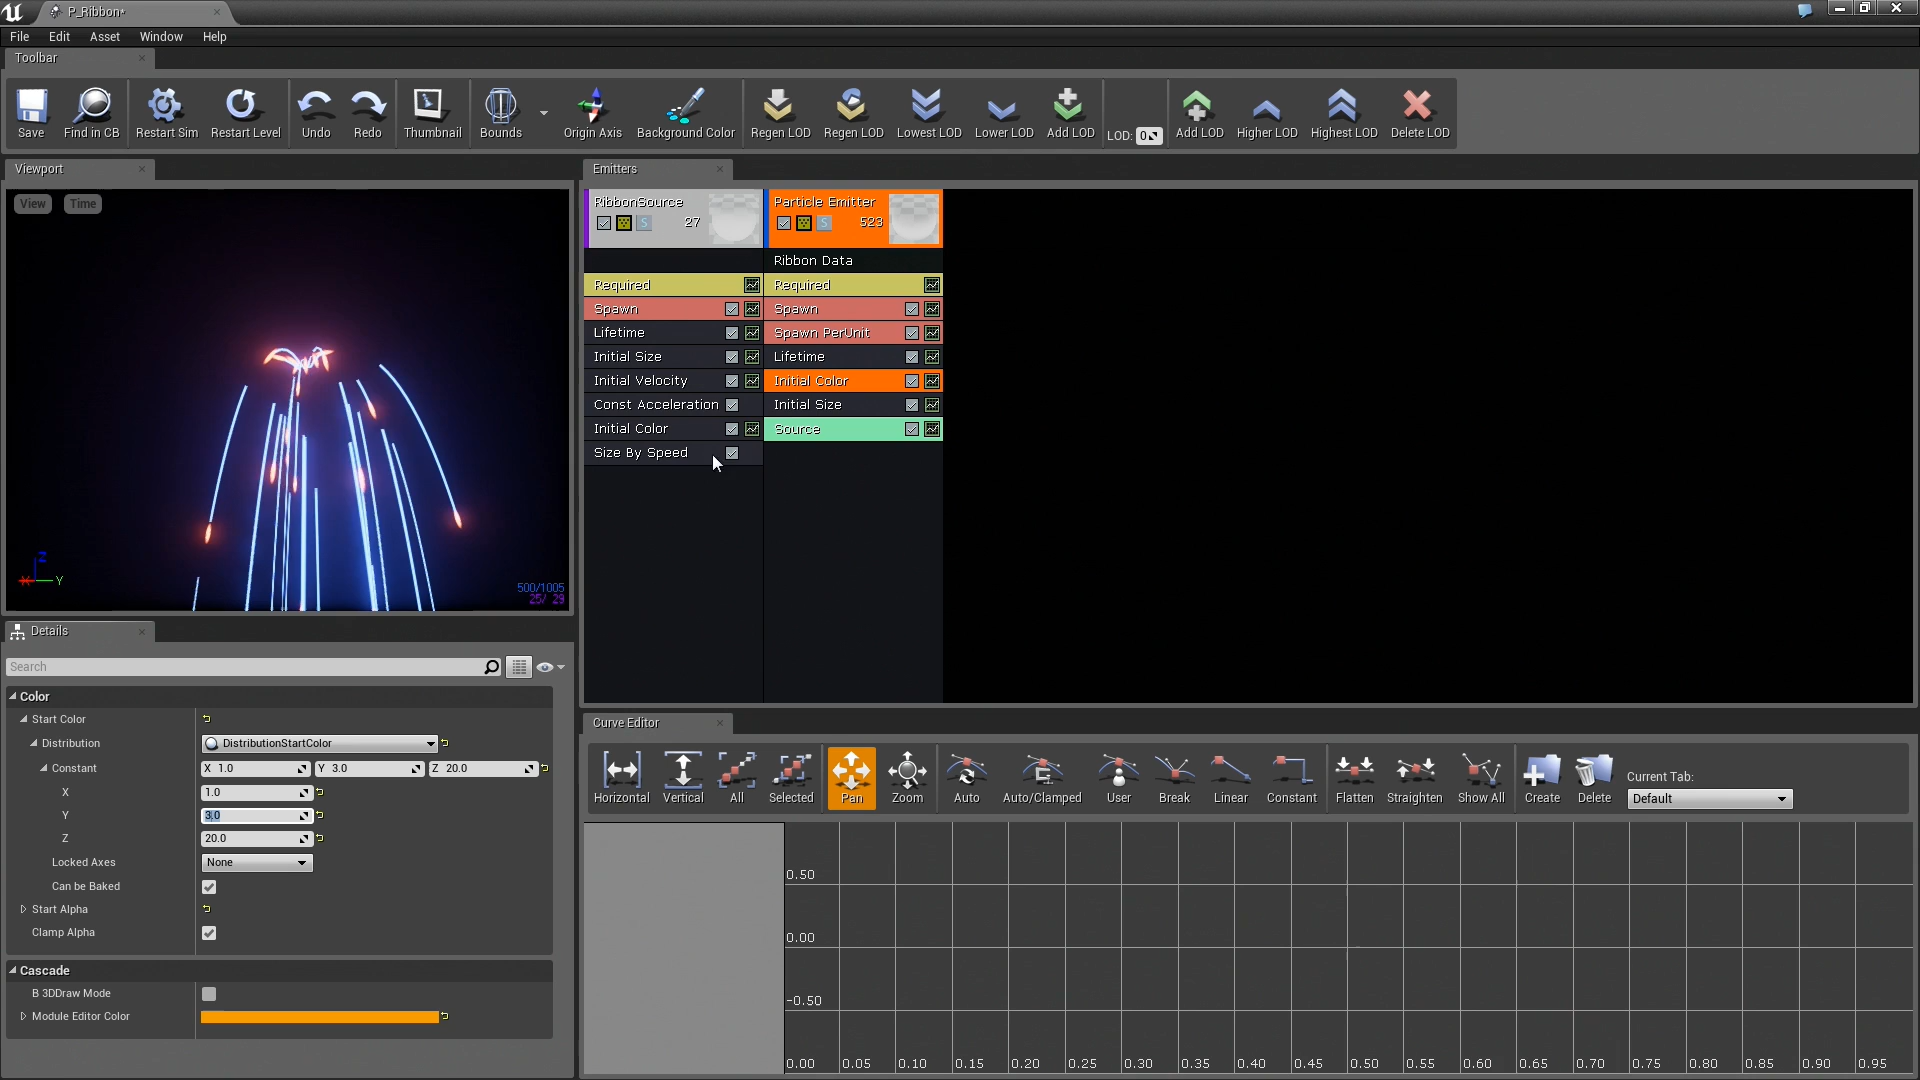 P_Ribbon*
File Edit Asset Window Help
Toolbar
Save Find in CB Restart Sim Restart Level Undo Redo Thumbnail Bounds Origin Axis Background Color Regen LOD Regen LOD Lowest LOD Lower LOD Add LOD LOD: 0 Add LOD Higher LOD Highest LOD Delete LOD
Viewport
View Time
Z
X Y
500/1005
25/ 29
Emitters
RibbonSource Particle Emitter
S 27 S 523
Ribbon Data
Required Required
Spawn Spawn
Lifetime Spawn PerUnit
Initial Size Lifetime
Initial Velocity Initial Color
Const Acceleration Initial Size
Initial Color Source
Size By Speed
Details
Search
Color
Start Color
Distribution DistributionStartColor
Constant X 1.0 Y 3.0 Z 20.0
X 1.0
Y 3.0
Z 20.0
Locked Axes None
Can be Baked
Start Alpha
Clamp Alpha
Cascade
B 3DDraw Mode
Module Editor Color
Curve Editor
Horizontal Vertical All Selected Pan Zoom Auto Auto/Clamped User Break Linear Constant Flatten Straighten Show All Create Delete
Current Tab:
Default
0.50
0.00
-0.50
0.00 0.05 0.10 0.15 0.20 0.25 0.30 0.35 0.40 0.45 0.50 0.55 0.60 0.65 0.70 0.75 0.80 0.85 0.90 0.95